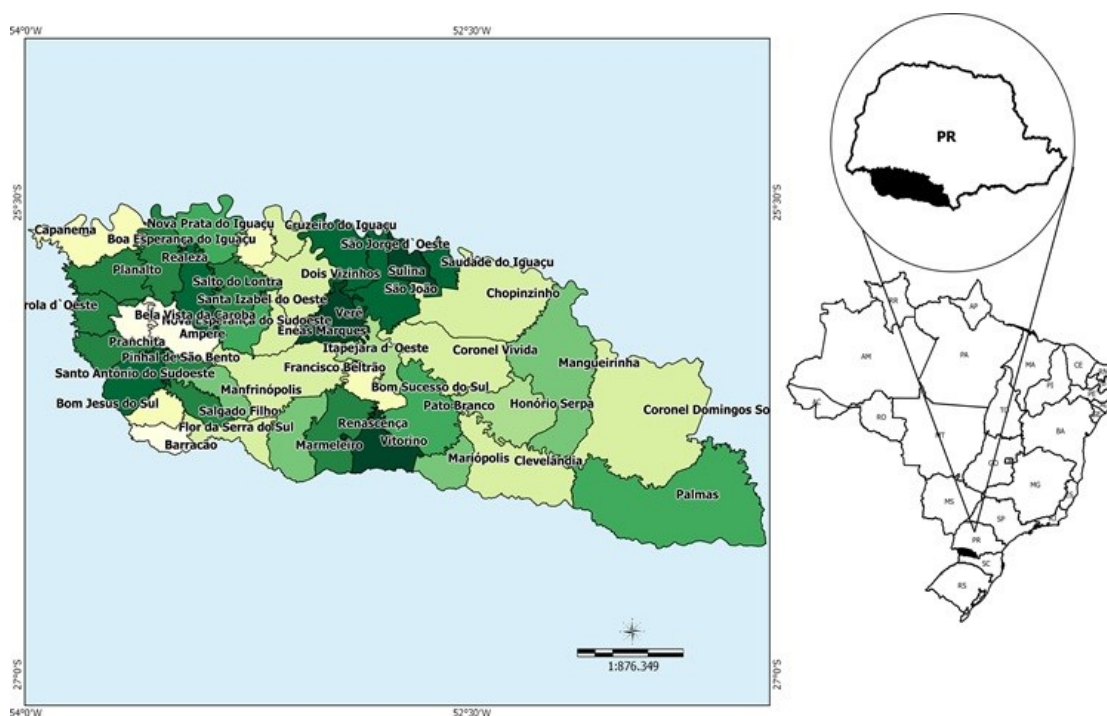 54°0'W
52°30'W
25°30'S
25°30'S
Capanema
Nova Prata do Iguaçu
Cruzeiro do Iguaçu
Boa Esperança do Iguaçu
São Jorge d`Oeste
Realeza
Saudade do Iguaçu
Planalto
Dois Vizinhos
Sulina
Salto do Lontra
São João
Chopinzinho
rola d`Oeste
Santa Izabel do Oeste
Bela Vista da Caroba
Verê
Nova Esperança do Sudoeste
Ampere
Enéas Marques
Pranchita
Itapejara d`Oeste
Coronel Vivida
Pinhal de São Bento
Mangueirinha
Francisco Beltrão
Santo Antônio do Sudoeste
Manfrinópolis
Bom Sucesso do Sul
Bom Jesus do Sul
Salgado Filho
Pato Branco
Honório Serpa
Coronel Domingos So
Flor da Serra do Sul
Renascença
Barracão
Marmeleiro
Vitorino
Mariópolis
Clevelândia
Palmas
1:876.349
27°0'S
27°0'S
54°0'W
52°30'W
PR
RR
AP
AM
PA
MA
CE
PI
AC
RO
TO
BA
MT
GO
MG
MS
SP
PR
SC
RS